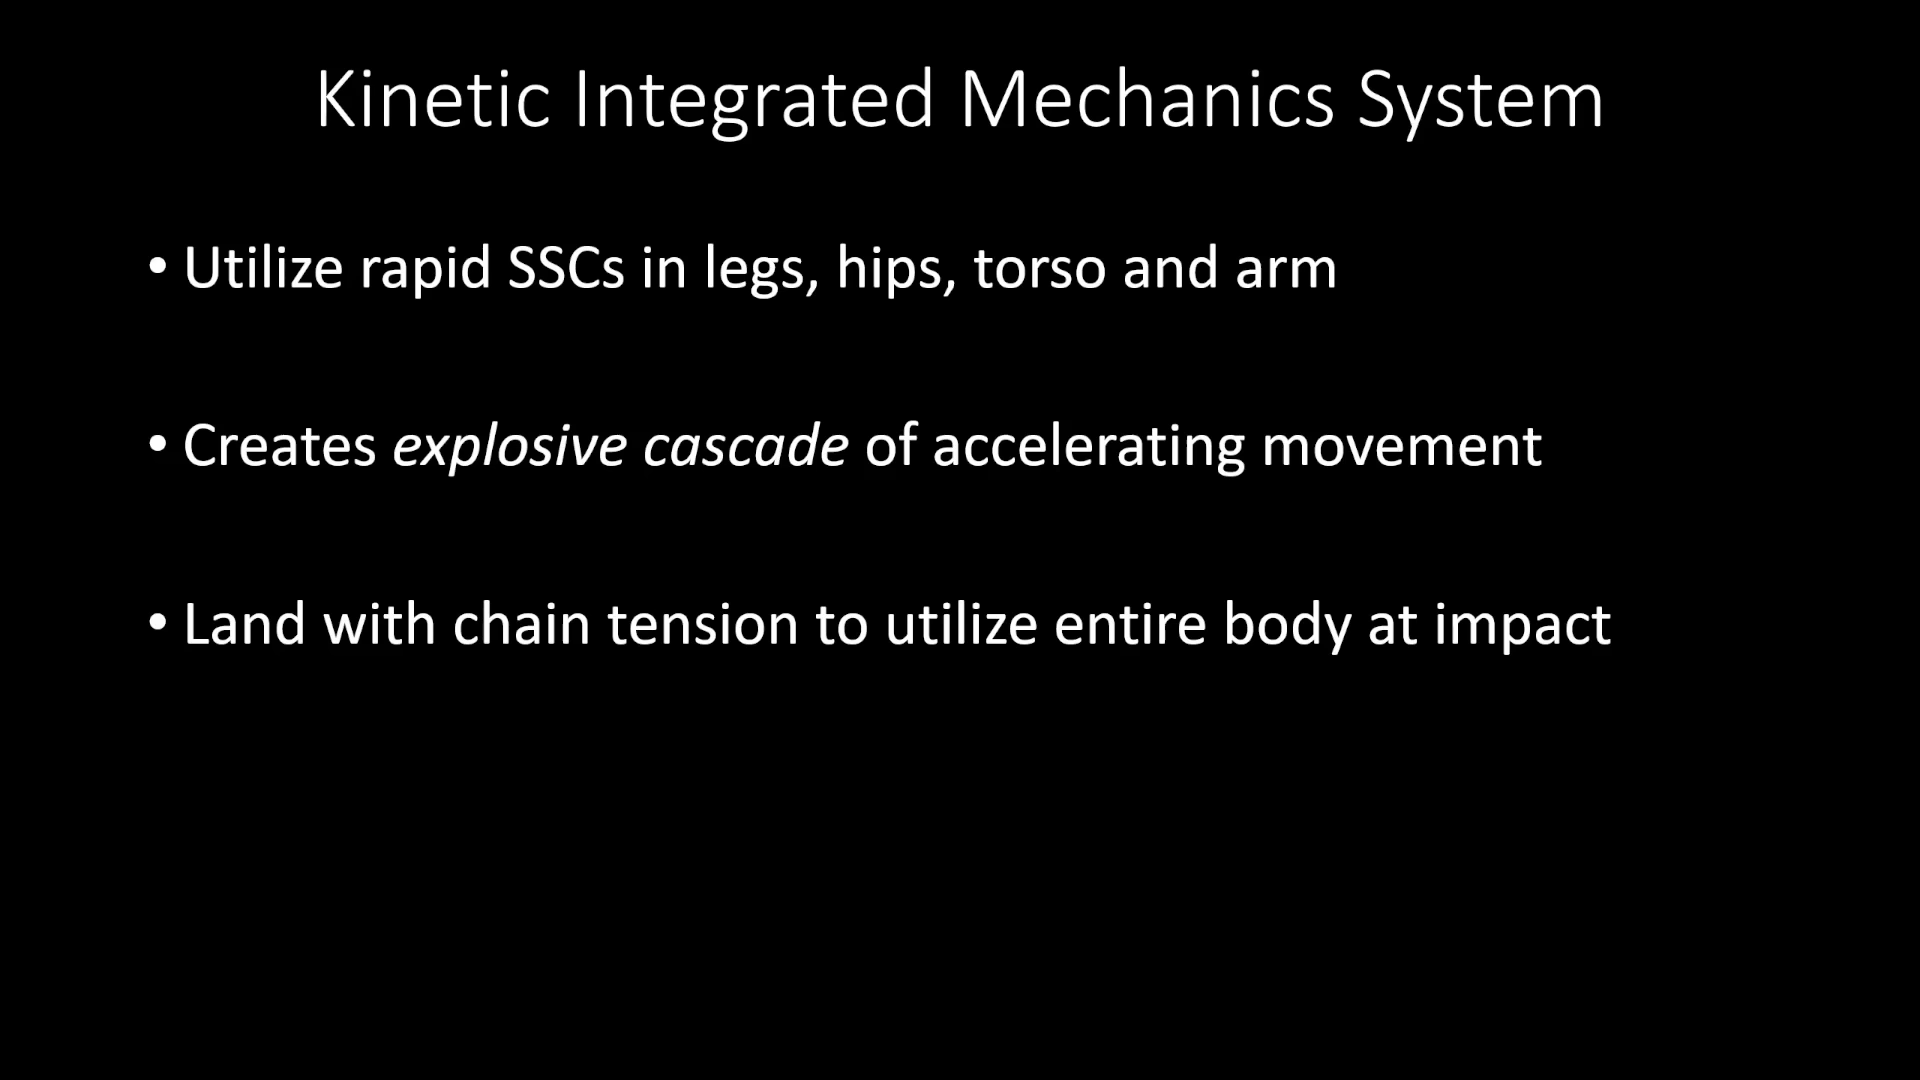 Kinetic Integrated Mechanics System
• Utilize rapid SSCs in legs, hips, torso and arm
• Creates explosive cascade of accelerating movement
• Land with chain tension to utilize entire body at impact